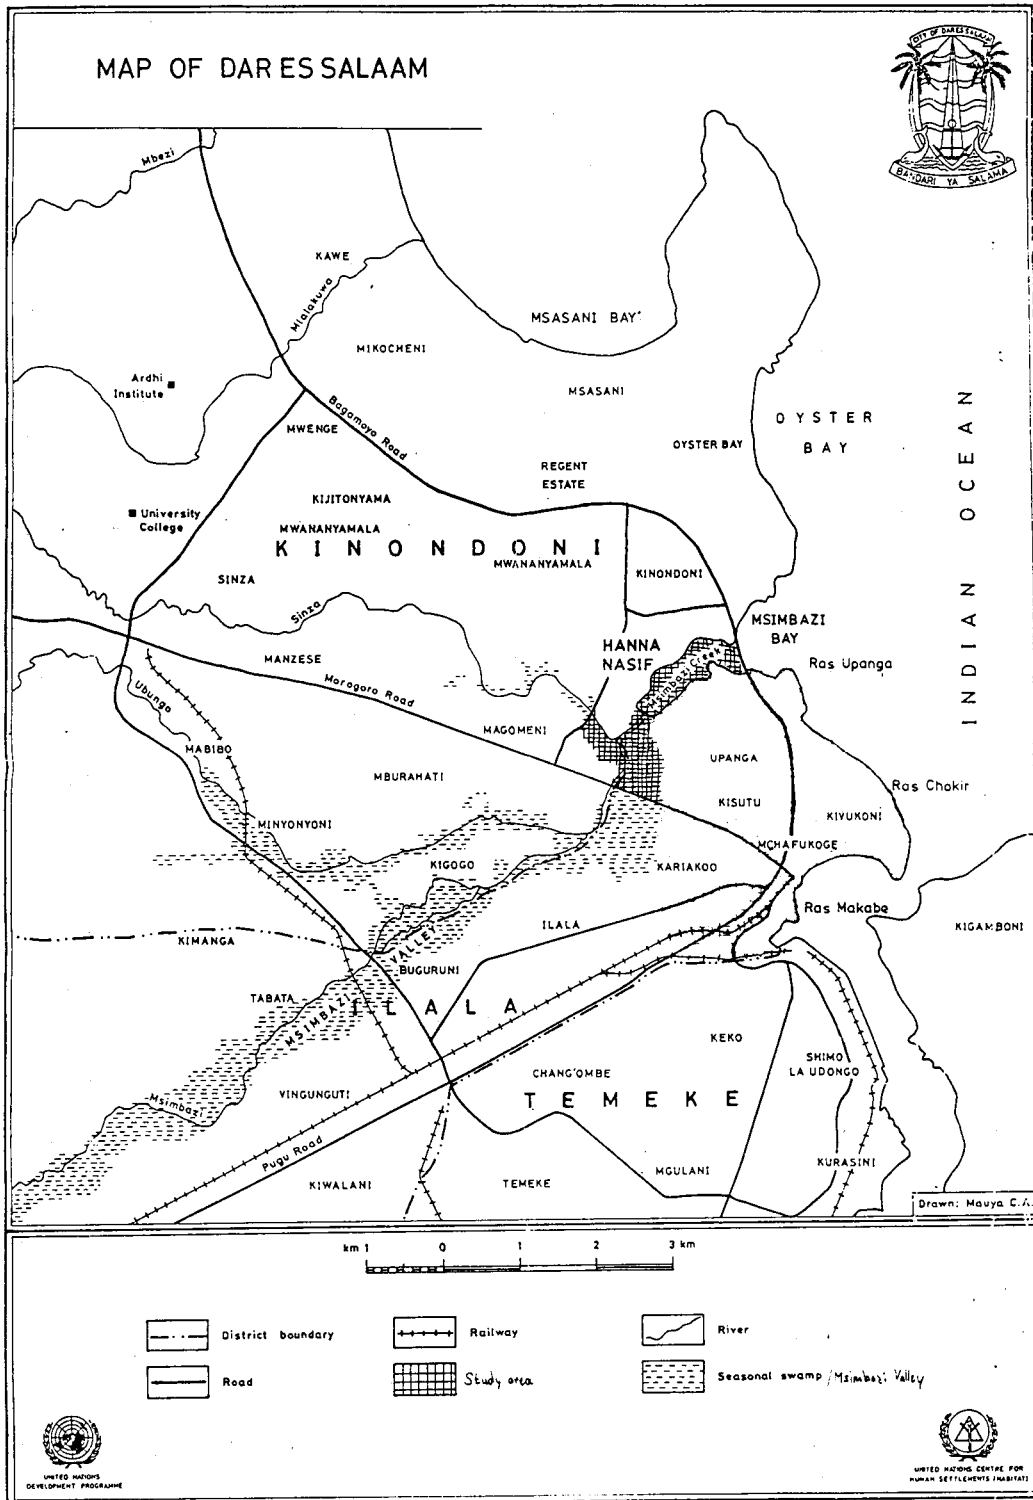 MAP OF DAR ES SALAAM
CITY OF DAR ES SALAAM
BANDARI YA SALAMA
Mbezi
KAWE
Mlalakuwa
MSASANI BAY
MIKOCHENI
Ardhi
Institute
MSASANI
OYSTER
BAY
INDIAN OCEAN
MWENGE
Bagamoyo Road
OYSTER BAY
REGENT
ESTATE
KIJITONYAMA
University
College
MWANANYAMALA
KINONDONI
MWANANYAMALA
SINZA
KINONDONI
Sinza
MSIMBAZI
BAY
HANNA
NASIF
MANZESE
Ras Upanga
Msimbazi Creek
Ubungo
Morogoro Road
MAGOMENI
MABIBO
UPANGA
MBURAHATI
Ras Chokir
KISUTU
KIVUKONI
MINYONYONI
MCHAFUKOGE
KIGOGO
KARIAKOO
Ras Makabe
ILALA
KIGAMBONI
KIMANGA
BUGURUNI
TABATA
MSIMBAZI VALLEY
ILALA
KEKO
SHIMO
LA UDONGO
CHANG'OMBE
VINGUNGUTI
TEMEKE
Msimbazi
Pugu Road
KIWALANI
TEMEKE
MGULANI
KURASINI
Drawn: Mauya C.A.
km 1 0 1 2 3 km
District boundary
Railway
River
Road
Study area
Seasonal swamp /Msimbazi Valley
UNITED NATIONS
DEVELOPMENT PROGRAMME
UNITED NATIONS CENTRE FOR
HUMAN SETTLEMENTS (HABITAT)